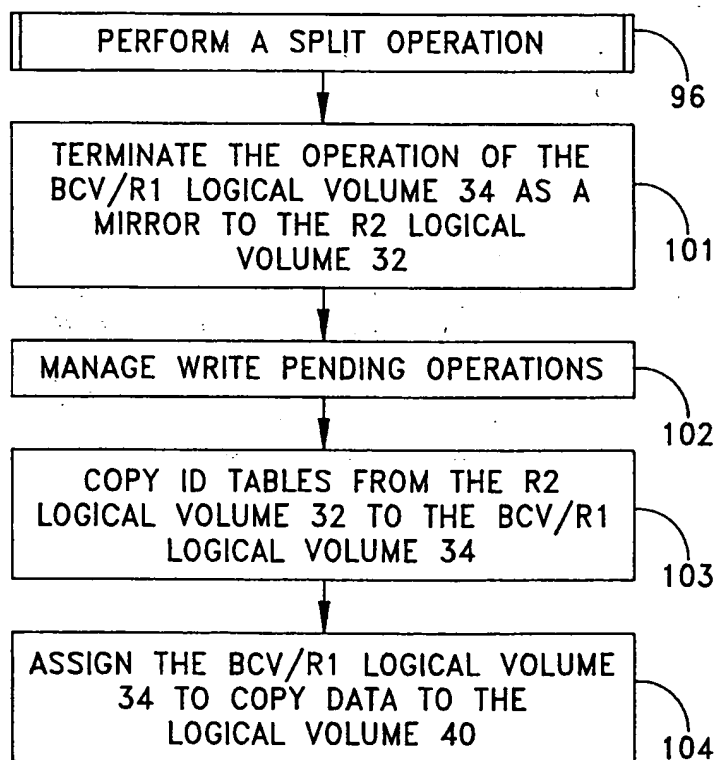 PERFORM A SPLIT OPERATION
96
TERMINATE THE OPERATION OF THE
BCV/R1 LOGICAL VOLUME 34 AS A
MIRROR TO THE R2 LOGICAL
VOLUME 32
101
MANAGE WRITE PENDING OPERATIONS
102
COPY ID TABLES FROM THE R2
LOGICAL VOLUME 32 TO THE BCV/R1
LOGICAL VOLUME 34
103
ASSIGN THE BCV/R1 LOGICAL VOLUME
34 TO COPY DATA TO THE
LOGICAL VOLUME 40
104